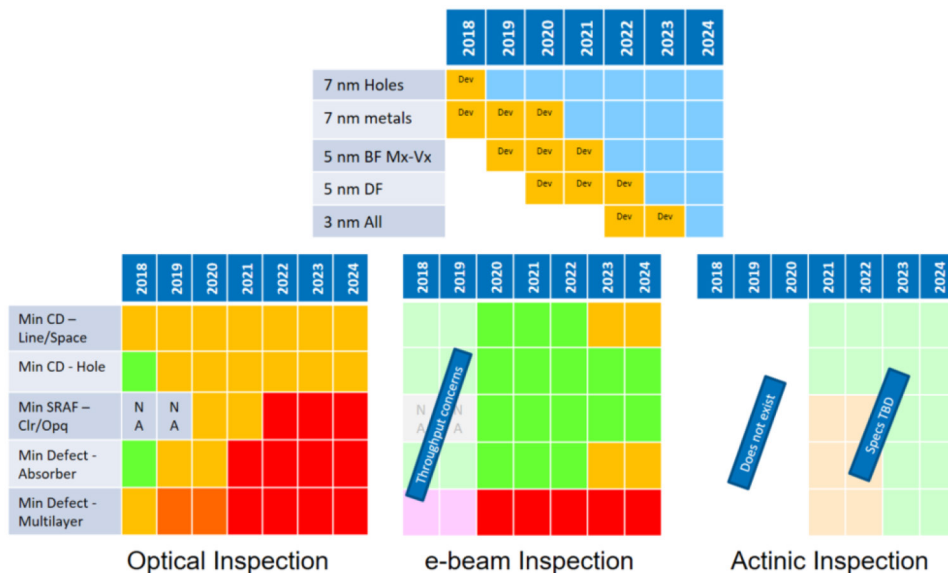 2018 2019 2020 2021 2022 2023 2024
7 nm Holes Dev
7 nm metals Dev Dev Dev
5 nm BF Mx-Vx Dev Dev Dev
5 nm DF Dev Dev Dev
3 nm All Dev Dev
2018 2019 2020 2021 2022 2023 2024
Min CD –
Line/Space
Min CD - Hole
Min SRAF –
Clr/Opq
N A N A
Min Defect -
Absorber
Min Defect -
Multilayer
Optical Inspection
2018 2019 2020 2021 2022 2023 2024
N A N A
Throughput concerns
e-beam Inspection
2018 2019 2020 2021 2022 2023 2024
Does not exist
Specs TBD
Actinic Inspection